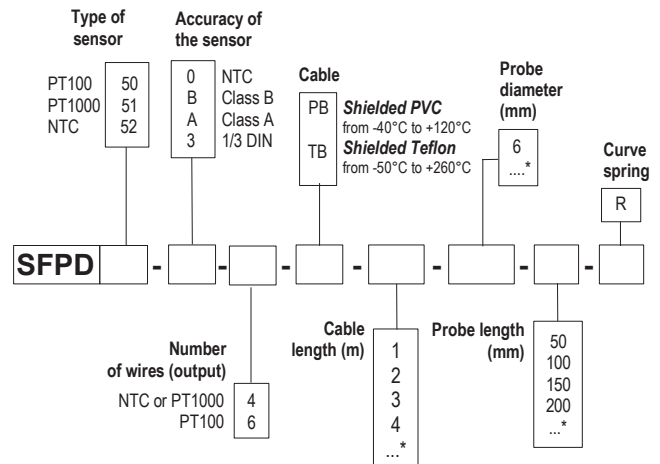 Type of
sensor
PT100 50
PT1000 51
NTC 52
Accuracy of
the sensor
0 NTC
B Class B
A Class A
3 1/3 DIN
Cable
PB Shielded PVC
from -40°C to +120°C
TB Shielded Teflon
from -50°C to +260°C
Probe
diameter
(mm)
6
....*
Curve
spring
R
SFPD - - - - - - -
Number
of wires (output)
NTC or PT1000 4
PT100 6
Cable
length (m)
1
2
3
4
...*
Probe length
(mm)
50
100
150
200
...*